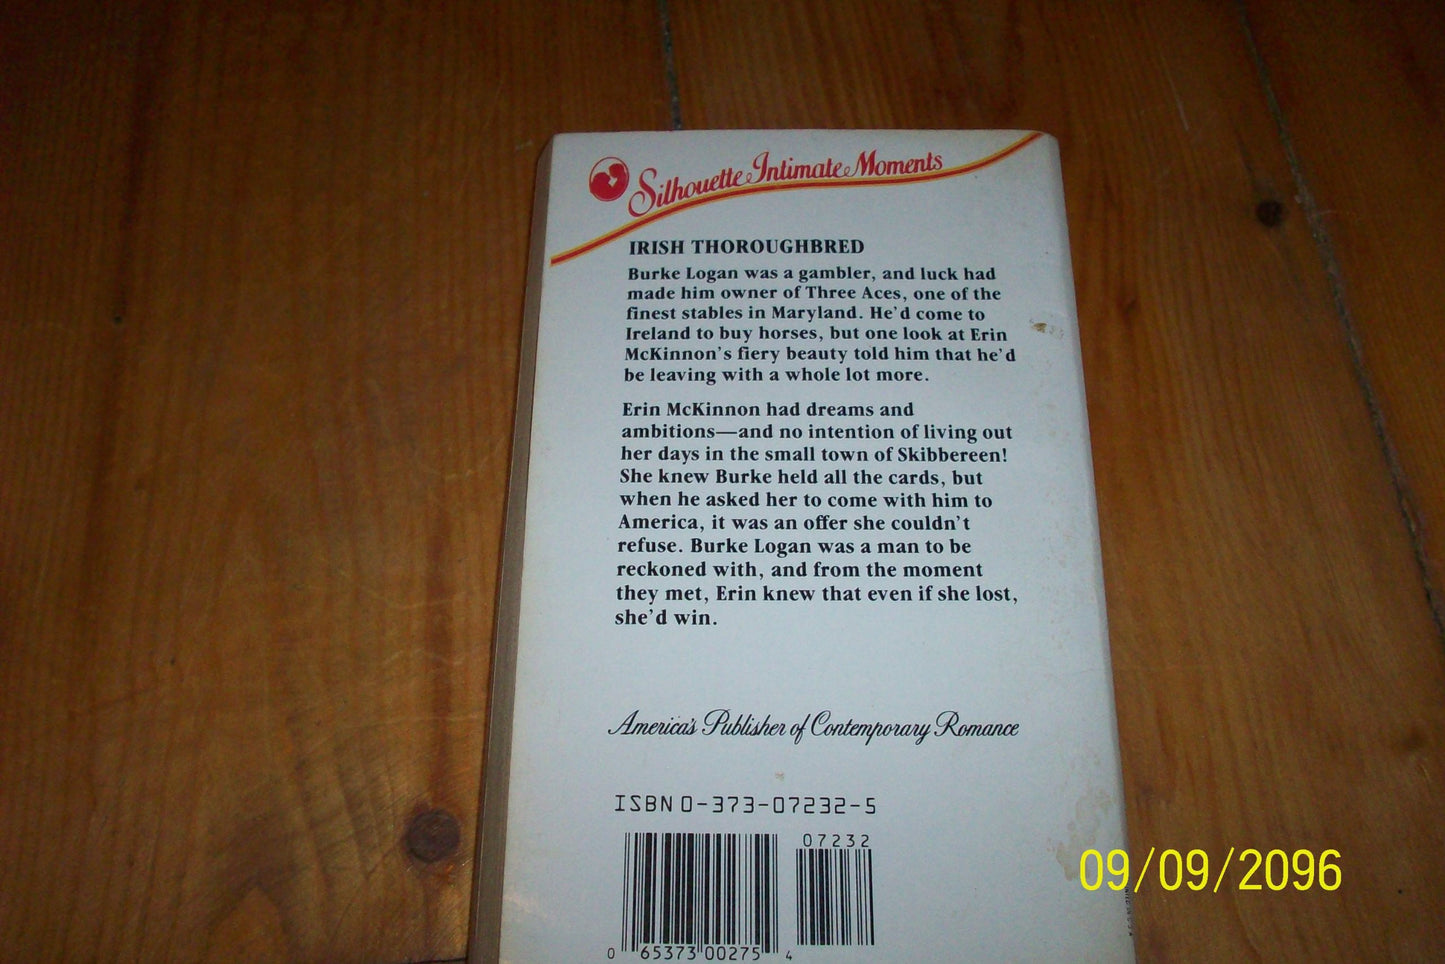 Silhouette Intimate Moments
IRISH THOROUGHBRED
Burke Logan was a gambler, and luck had
made him owner of Three Aces, one of the
finest stables in Maryland. He'd come to
Ireland to buy horses, but one look at Erin
McKinnon's fiery beauty told him that he'd
be leaving with a whole lot more.
Erin McKinnon had dreams and
ambitions—and no intention of living out
her days in the small town of Skibbereen!
She knew Burke held all the cards, but
when he asked her to come with him to
America, it was an offer she couldn't
refuse. Burke Logan was a man to be
reckoned with, and from the moment
they met, Erin knew that even if she lost,
she'd win.
America's Publisher of Contemporary Romance
ISBN 0-373-07232-5
07232
0 65373 00275 4
09/09/2096